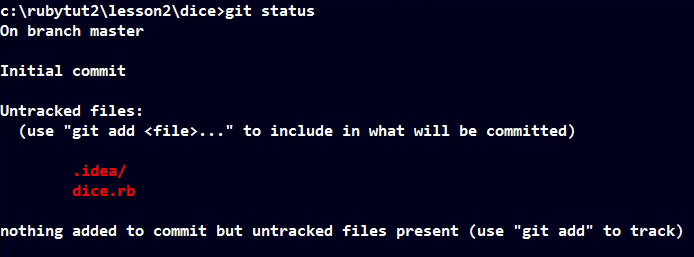 c:\rubytut2\lesson2\dice>git status
On branch master
Initial commit
Untracked files:
(use "git add <file>..." to include in what will be committed)
.idea/
dice.rb
nothing added to commit but untracked files present (use "git add" to track)